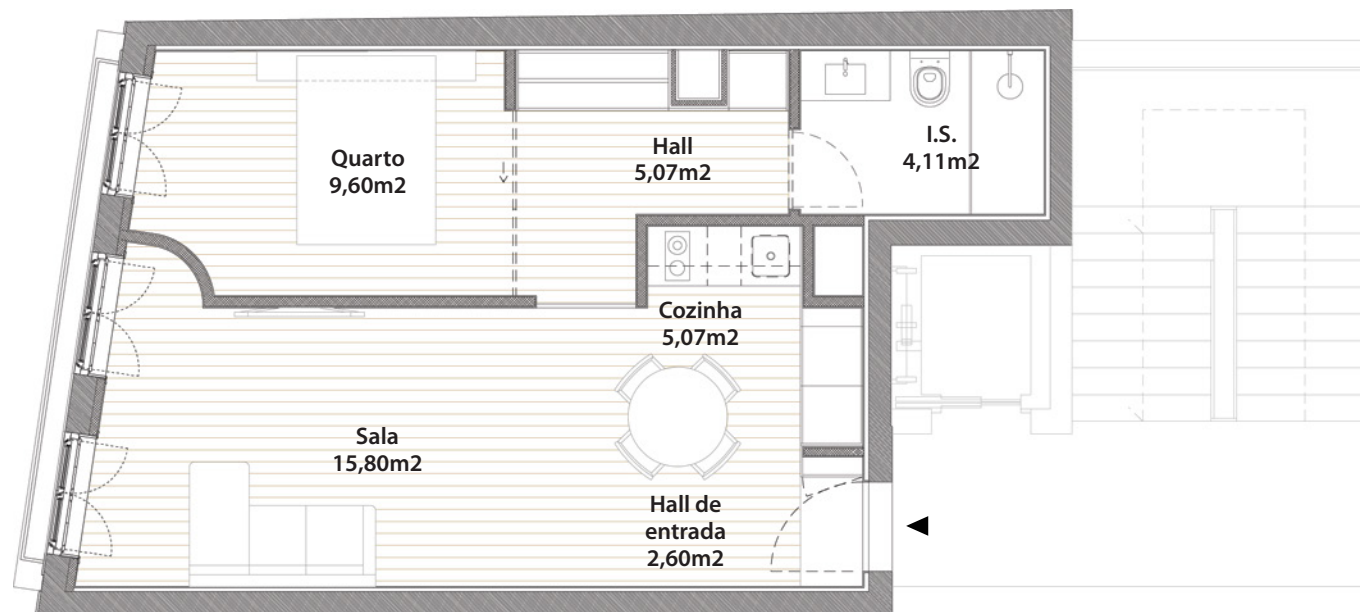 Quarto
9,60m2
Hall
5,07m2
I.S.
4,11m2
Cozinha
5,07m2
Sala
15,80m2
Hall de
entrada
2,60m2